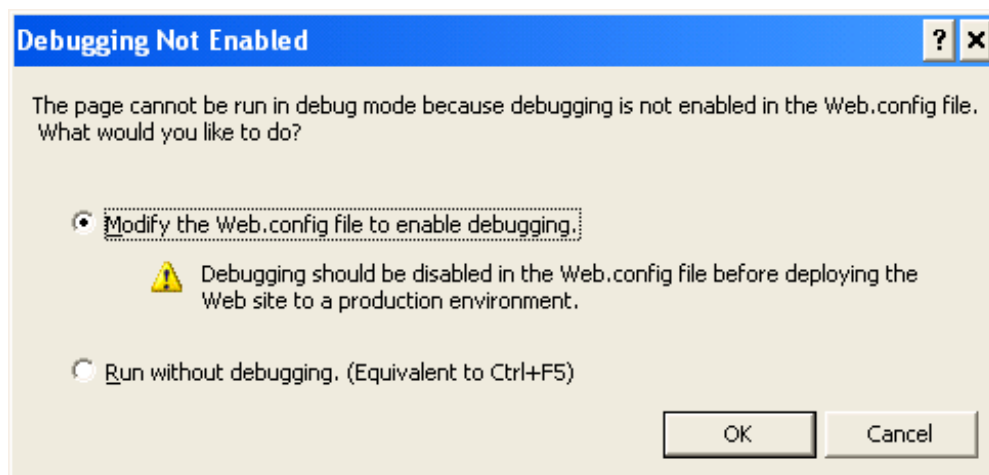 Debugging Not Enabled
The page cannot be run in debug mode because debugging is not enabled in the Web.config file.
What would you like to do?
Modify the Web.config file to enable debugging.
Debugging should be disabled in the Web.config file before deploying the
Web site to a production environment.
Run without debugging. (Equivalent to Ctrl+F5)
OK Cancel